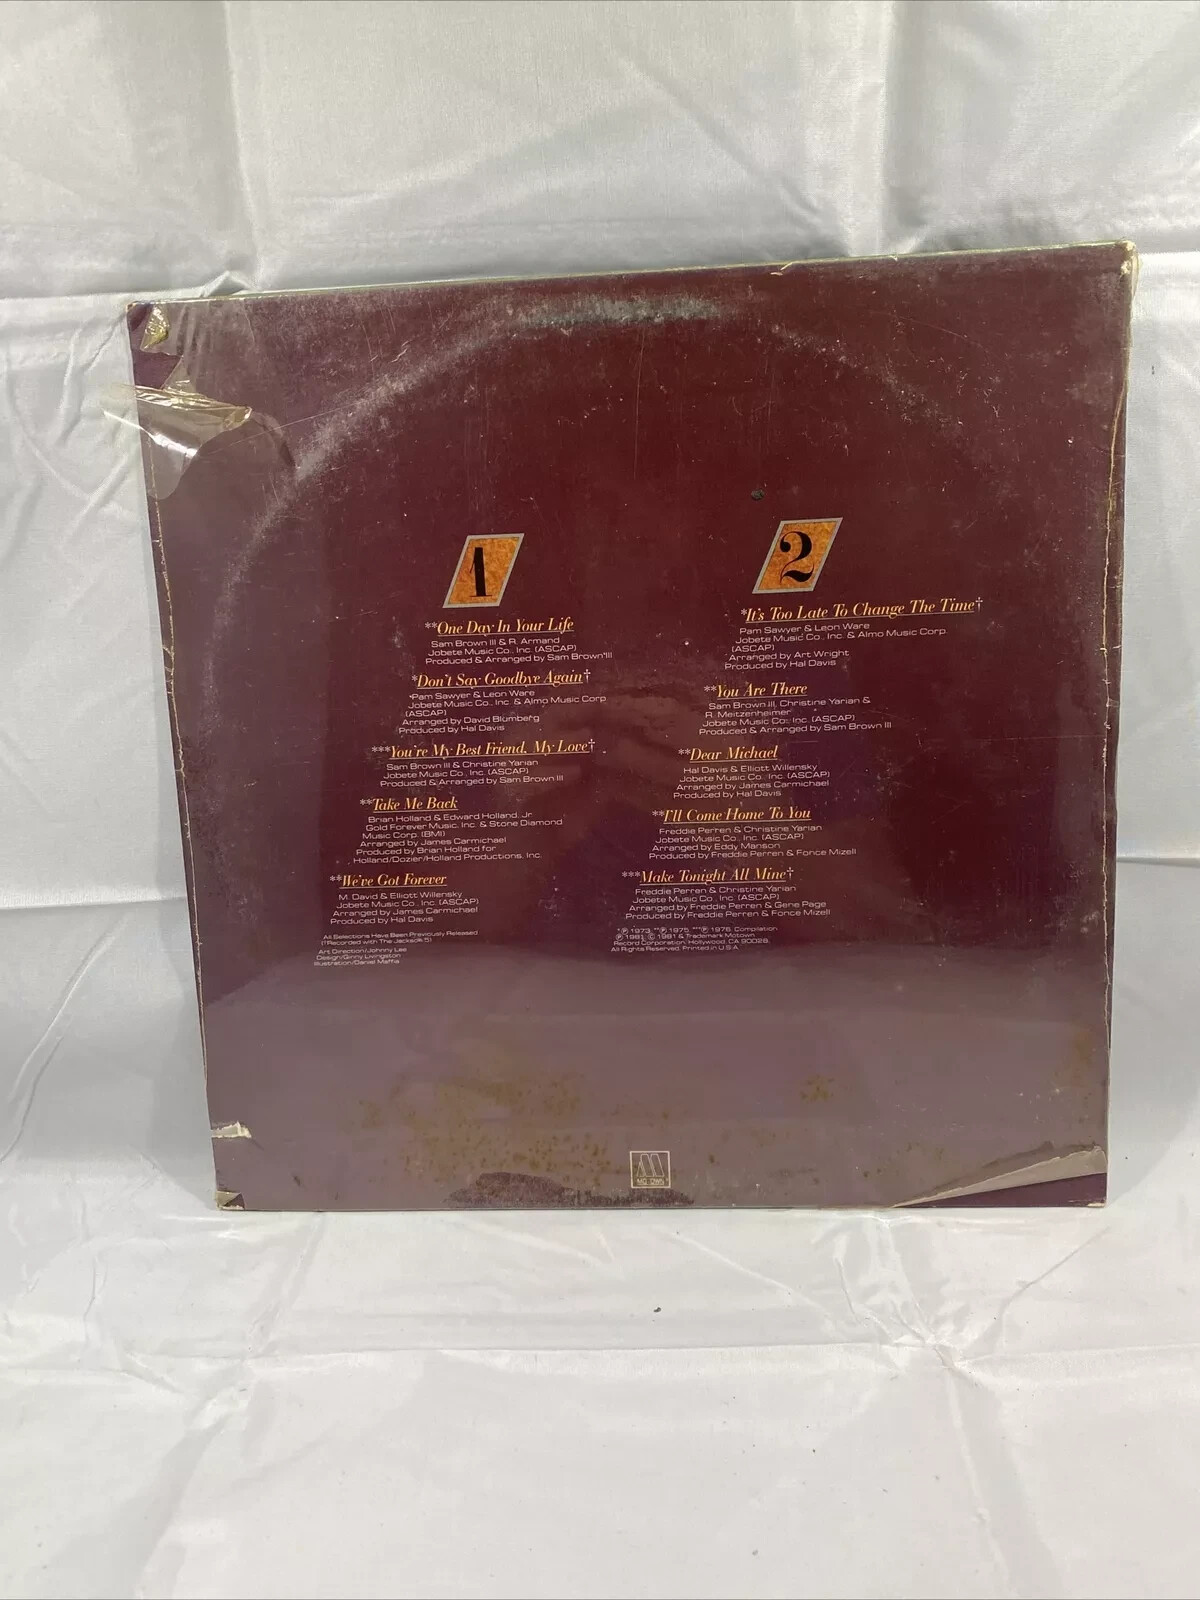 1
**One Day In Your Life
Sam Brown III & R. Armand
Jobete Music Co., Inc. (ASCAP)
Produced & Arranged by Sam Brown III
*Don't Say Goodbye Again†
Pam Sawyer & Leon Ware
Jobete Music Co., Inc. & Almo Music Corp.
(ASCAP)
Arranged by David Blumberg
Produced by Hal Davis
***You're My Best Friend, My Love†
Sam Brown III & Christine Yarian
Jobete Music Co., Inc. (ASCAP)
Produced & Arranged by Sam Brown III
**Take Me Back
Brian Holland & Edward Holland, Jr.
Gold Forever Music, Inc. & Stone Diamond
Music Corp. (BMI)
Arranged by James Carmichael
Produced by Brian Holland for
Holland/Dozier/Holland Productions, Inc.
**We've Got Forever
M. David & Elliott Willensky
Jobete Music Co., Inc. (ASCAP)
Arranged by James Carmichael
Produced by Hal Davis
All Selections Have Been Previously Released
(†Recorded with The Jackson 5)
Art Direction/Johnny Lee
Design/Ginny Livingston
Illustration/Daniel Maffia
2
*It's Too Late To Change The Time†
Pam Sawyer & Leon Ware
Jobete Music Co., Inc. & Almo Music Corp.
(ASCAP)
Arranged by Art Wright
Produced by Hal Davis
**You Are There
Sam Brown III, Christine Yarian &
R. Meitzenheimer
Jobete Music Co., Inc. (ASCAP)
Produced & Arranged by Sam Brown III
**Dear Michael
Hal Davis & Elliott Willensky
Jobete Music Co., Inc. (ASCAP)
Arranged by James Carmichael
Produced by Hal Davis
**I'll Come Home To You
Freddie Perren & Christine Yarian
Jobete Music Co., Inc. (ASCAP)
Arranged by Eddy Manson
Produced by Freddie Perren & Fonce Mizell
***Make Tonight All Mine†
Freddie Perren & Christine Yarian
Jobete Music Co., Inc. (ASCAP)
Arranged by Freddie Perren & Gene Page
Produced by Freddie Perren & Fonce Mizell
*℗ 1973, **℗ 1975, ***℗ 1976. Compilation
℗ 1981, © 1981 & Trademark Motown
Record Corporation, Hollywood, CA 90028.
All Rights Reserved. Printed in U.S.A.
M
MOTOWN